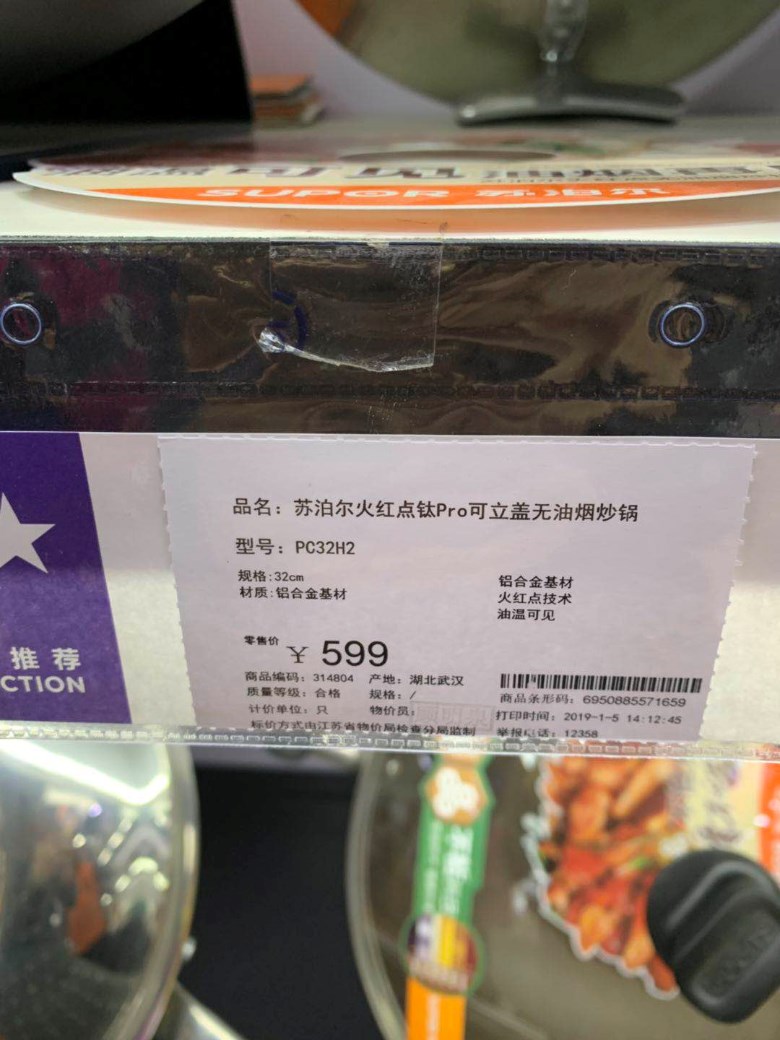 SUPOR 苏泊尔
推荐
CTION
品名：苏泊尔火红点钛Pro可立盖无油烟炒锅
型号：PC32H2
规格:32cm
材质:铝合金基材
铝合金基材
火红点技术
油温可见
零售价 ￥ 599
商品编码：314804 产地：湖北武汉
质量等级：合格 规格：/
计价单位：只 物价员：
标价方式由江苏省物价局检查分局监制
商品条形码：6950885571659
打印时间：2019-1-5 14:12:45
举报电话：12358